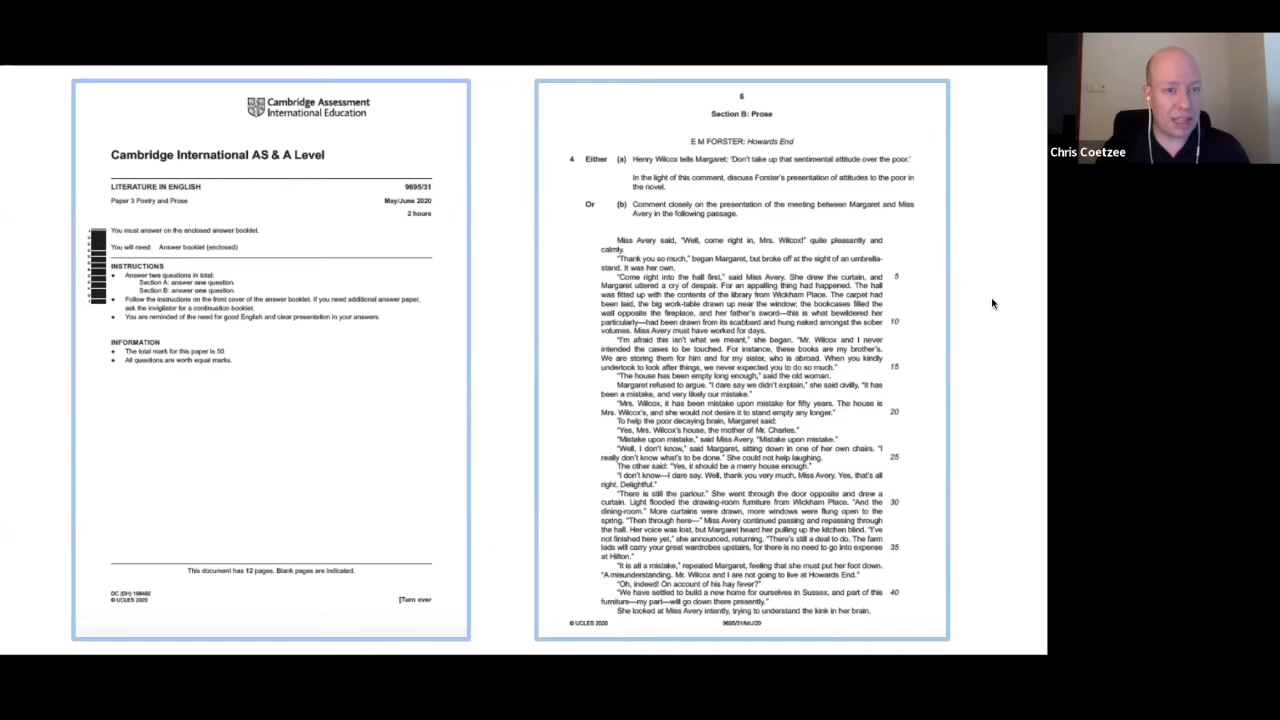 Cambridge Assessment
International Education
Cambridge International AS & A Level
LITERATURE IN ENGLISH 9695/31
Paper 3 Poetry and Prose May/June 2020
2 hours
You must answer on the enclosed answer booklet.
You will need: Answer booklet (enclosed)
INSTRUCTIONS
• Answer two questions in total:
Section A: answer one question.
Section B: answer one question.
• Follow the instructions on the front cover of the answer booklet. If you need additional answer paper,
ask the invigilator for a continuation booklet.
• You are reminded of the need for good English and clear presentation in your answers.
INFORMATION
• The total mark for this paper is 50.
• All questions are worth equal marks.
This document has 12 pages. Blank pages are indicated.
DC (DH) 198482
© UCLES 2020 [Turn over
6
Section B: Prose
E M FORSTER: Howards End
4 Either (a) Henry Wilcox tells Margaret: 'Don't take up that sentimental attitude over the poor.'
In the light of this comment, discuss Forster's presentation of attitudes to the poor in
the novel.
Or (b) Comment closely on the presentation of the meeting between Margaret and Miss
Avery in the following passage.
Miss Avery said, "Well, come right in, Mrs. Wilcox!" quite pleasantly and
calmly.
"Thank you so much," began Margaret, but broke off at the sight of an umbrella-
stand. It was her own.
"Come right into the hall first," said Miss Avery. She drew the curtain, and 5
Margaret uttered a cry of despair. For an appalling thing had happened. The hall
was fitted up with the contents of the library from Wickham Place. The carpet had
been laid, the big work-table drawn up near the window; the bookcases filled the
wall opposite the fireplace, and her father's sword—this is what bewildered her
particularly—had been drawn from its scabbard and hung naked amongst the sober 10
volumes. Miss Avery must have worked for days.
"I'm afraid this isn't what we meant," she began. "Mr. Wilcox and I never
intended the cases to be touched. For instance, these books are my brother's.
We are storing them for him and for my sister, who is abroad. When you kindly
undertook to look after things, we never expected you to do so much." 15
"The house has been empty long enough," said the old woman.
Margaret refused to argue. "I dare say we didn't explain," she said civilly. "It has
been a mistake, and very likely our mistake."
"Mrs. Wilcox, it has been mistake upon mistake for fifty years. The house is
Mrs. Wilcox's, and she would not desire it to stand empty any longer." 20
To help the poor decaying brain, Margaret said:
"Yes, Mrs. Wilcox's house, the mother of Mr. Charles."
"Mistake upon mistake," said Miss Avery. "Mistake upon mistake."
"Well, I don't know," said Margaret, sitting down in one of her own chairs. "I
really don't know what's to be done." She could not help laughing. 25
The other said: "Yes, it should be a merry house enough."
"I don't know—I dare say. Well, thank you very much, Miss Avery. Yes, that's all
right. Delightful."
"There is still the parlour." She went through the door opposite and drew a
curtain. Light flooded the drawing-room furniture from Wickham Place. "And the 30
dining-room." More curtains were drawn, more windows were flung open to the
spring. "Then through here—" Miss Avery continued passing and repassing through
the hall. Her voice was lost, but Margaret heard her pulling up the kitchen blind. "I've
not finished here yet," she announced, returning. "There's still a deal to do. The farm
lads will carry your great wardrobes upstairs, for there is no need to go into expense 35
at Hilton."
"It is all a mistake," repeated Margaret, feeling that she must put her foot down.
"A misunderstanding. Mr. Wilcox and I are not going to live at Howards End."
"Oh, indeed! On account of his hay fever?"
"We have settled to build a new home for ourselves in Sussex, and part of this 40
furniture—my part—will go down there presently."
She looked at Miss Avery intently, trying to understand the kink in her brain.
© UCLES 2020 9695/31/M/J/20
Chris Coetzee